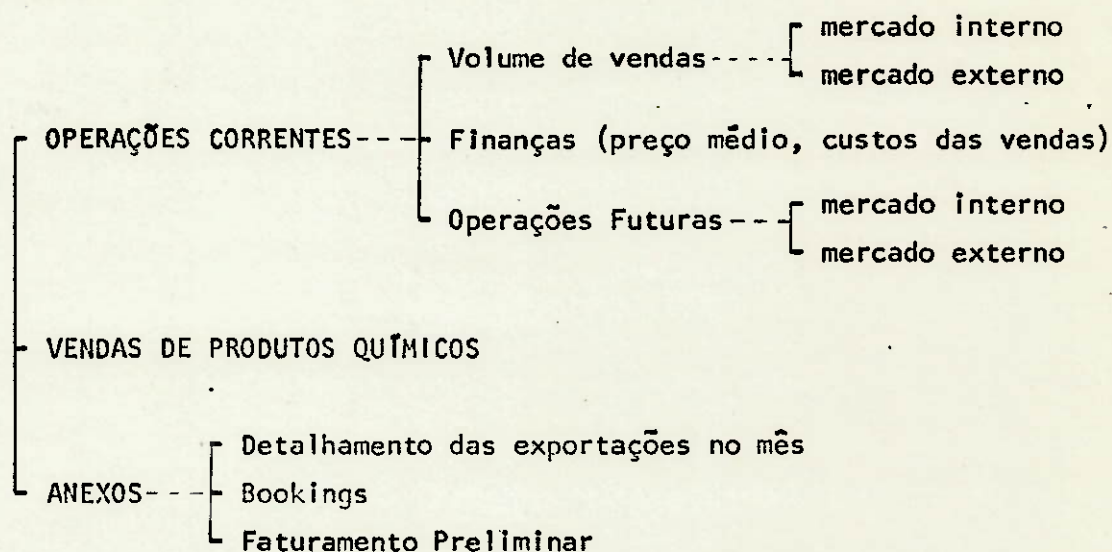 mercado interno
Volume de vendas
mercado externo
OPERAÇÕES CORRENTES
Finanças (preço médio, custos das vendas)
mercado interno
Operações Futuras
mercado externo
VENDAS DE PRODUTOS QUÍMICOS
Detalhamento das exportações no mês
ANEXOS
Bookings
Faturamento Preliminar